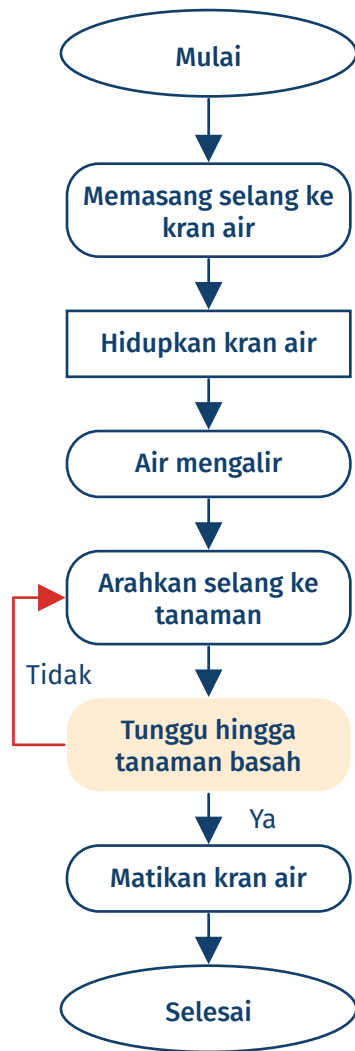 Mulai
Memasang selang ke
kran air
Hidupkan kran air
Air mengalir
Arahkan selang ke
tanaman
Tidak
Tunggu hingga
tanaman basah
Ya
Matikan kran air
Selesai